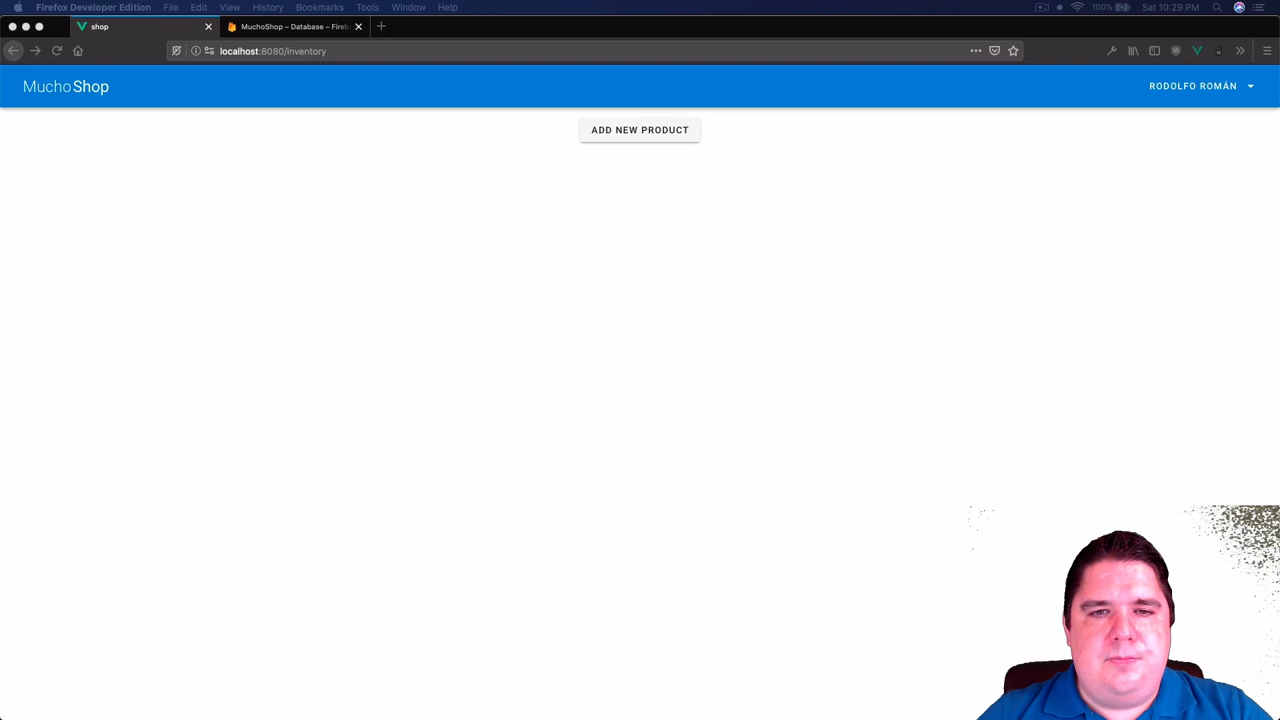 Firefox Developer Edition File Edit View History Bookmarks Tools Window Help 100% Sat 10:29 PM
shop MuchoShop – Database – Fireb
localhost:8080/inventory
MuchoShop RODOLFO ROMÁN
ADD NEW PRODUCT